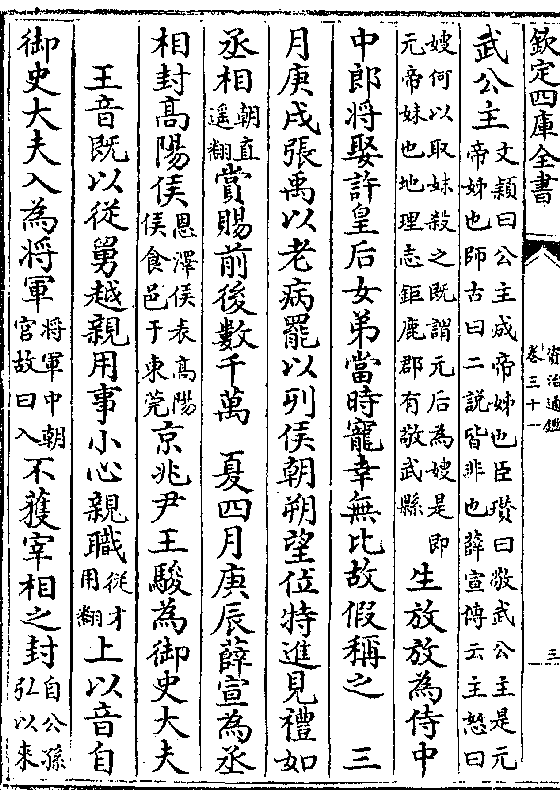 欽定四庫全書
資治通鑑
卷三十一
三
武公主文穎曰公主成帝姊也臣瓚曰敬武公主是元
帝姊也師古曰二説皆非也薛宣傳云主怒曰
嫂何以取妹殺之既謂元后為嫂是即
元帝妹也地理志鉅鹿郡有敬武縣生放放為侍中
中郎将娶許皇后女弟當時寵幸無比故假稱之　三
月庚戌張禹以老病罷以列侯朝朔望位特進見禮如
丞相朝直遥翻賞賜前後數千萬　夏四月庚辰薛宣為丞
相封高陽侯恩澤侯表高陽侯食邑于東莞京兆尹王駿為御史大夫
王音既以從舅越親用事小心親職從才用翻上以音自
御史大夫入為将軍将軍中朝官故曰入不獲宰相之封自公孫弘以來